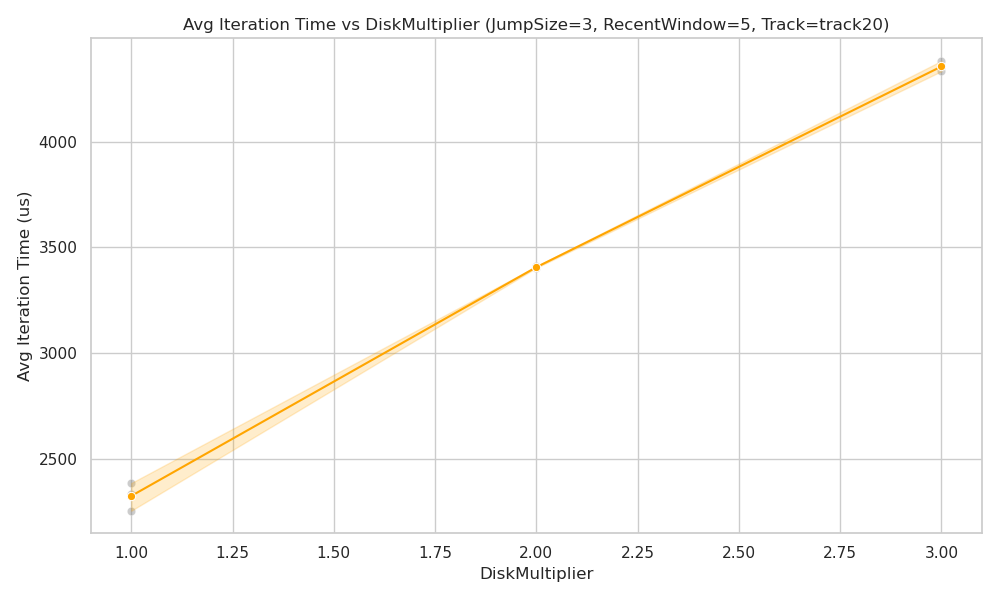 Avg Iteration Time vs DiskMultiplier (JumpSize=3, RecentWindow=5, Track=track20)
Avg Iteration Time (us)
4000
3500
3000
2500
1.00 1.25 1.50 1.75 2.00 2.25 2.50 2.75 3.00
DiskMultiplier